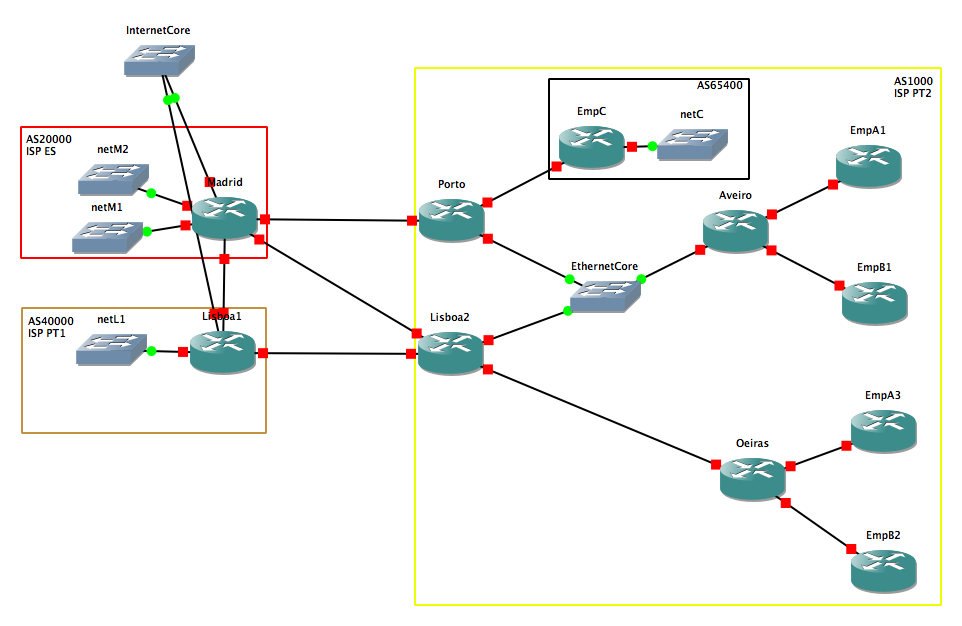 InternetCore
AS20000
ISP ES
netM2
Madrid
netM1
AS40000
ISP PT1
netL1
Lisboa1
AS1000
ISP PT2
AS65400
EmpC
netC
EmpA1
Porto
Aveiro
EthernetCore
EmpB1
Lisboa2
EmpA3
Oeiras
EmpB2